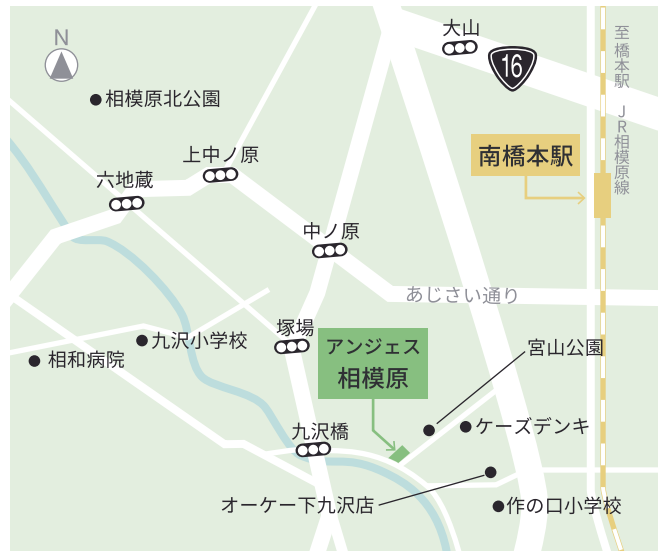 N
大山
16
至 橋本駅 JR相模原線
相模原北公園
南橋本駅
上中ノ原
六地蔵
中ノ原
あじさい通り
塚場
九沢小学校
アンジェス
相模原
宮山公園
相和病院
九沢橋
ケーズデンキ
オーケー下九沢店
作の口小学校